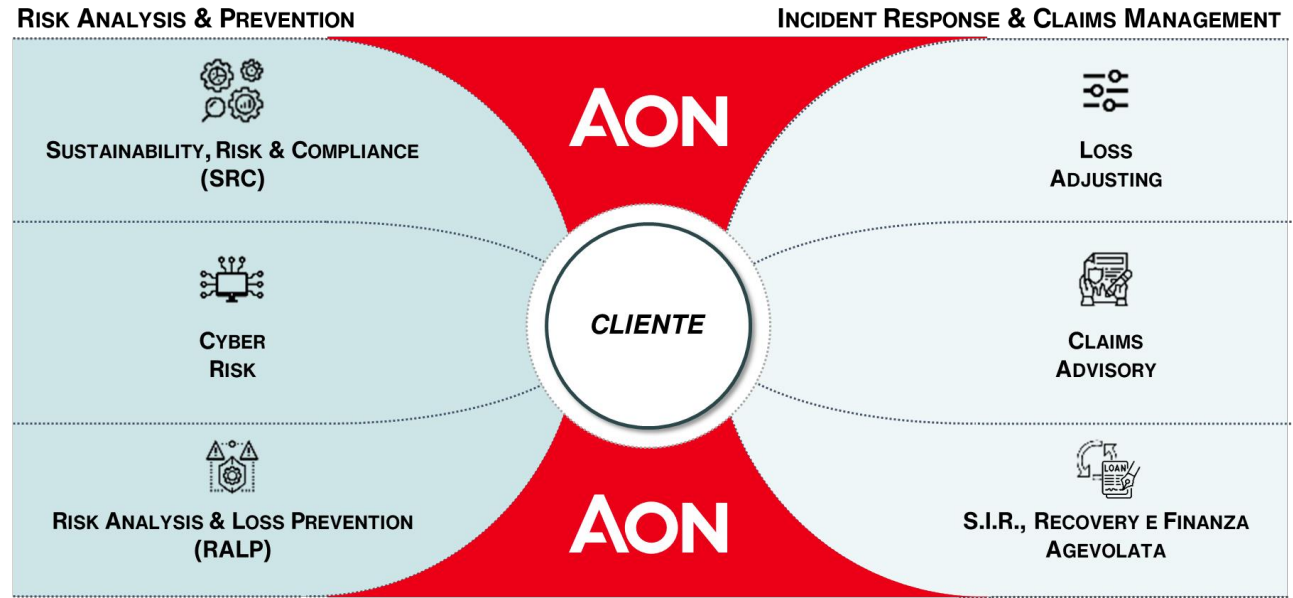 RISK ANALYSIS & PREVENTION
INCIDENT RESPONSE & CLAIMS MANAGEMENT
AON
SUSTAINABILITY, RISK & COMPLIANCE
(SRC)
LOSS
ADJUSTING
CLIENTE
CYBER
RISK
CLAIMS
ADVISORY
LOAN
RISK ANALYSIS & LOSS PREVENTION
(RALP)
AON
S.I.R., RECOVERY E FINANZA
AGEVOLATA